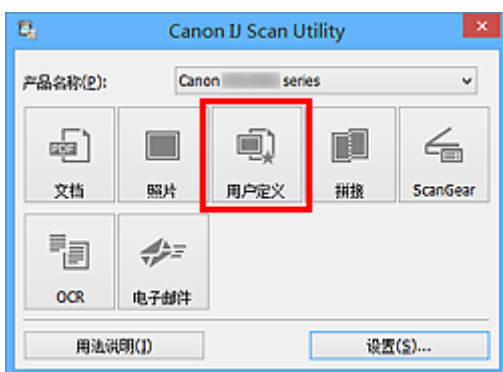 Canon IJ Scan Utility
产品名称(P): Canon series
PDF
文档 照片 用户定义 拼接 ScanGear
OCR 电子邮件
用法说明(I) 设置(S)...